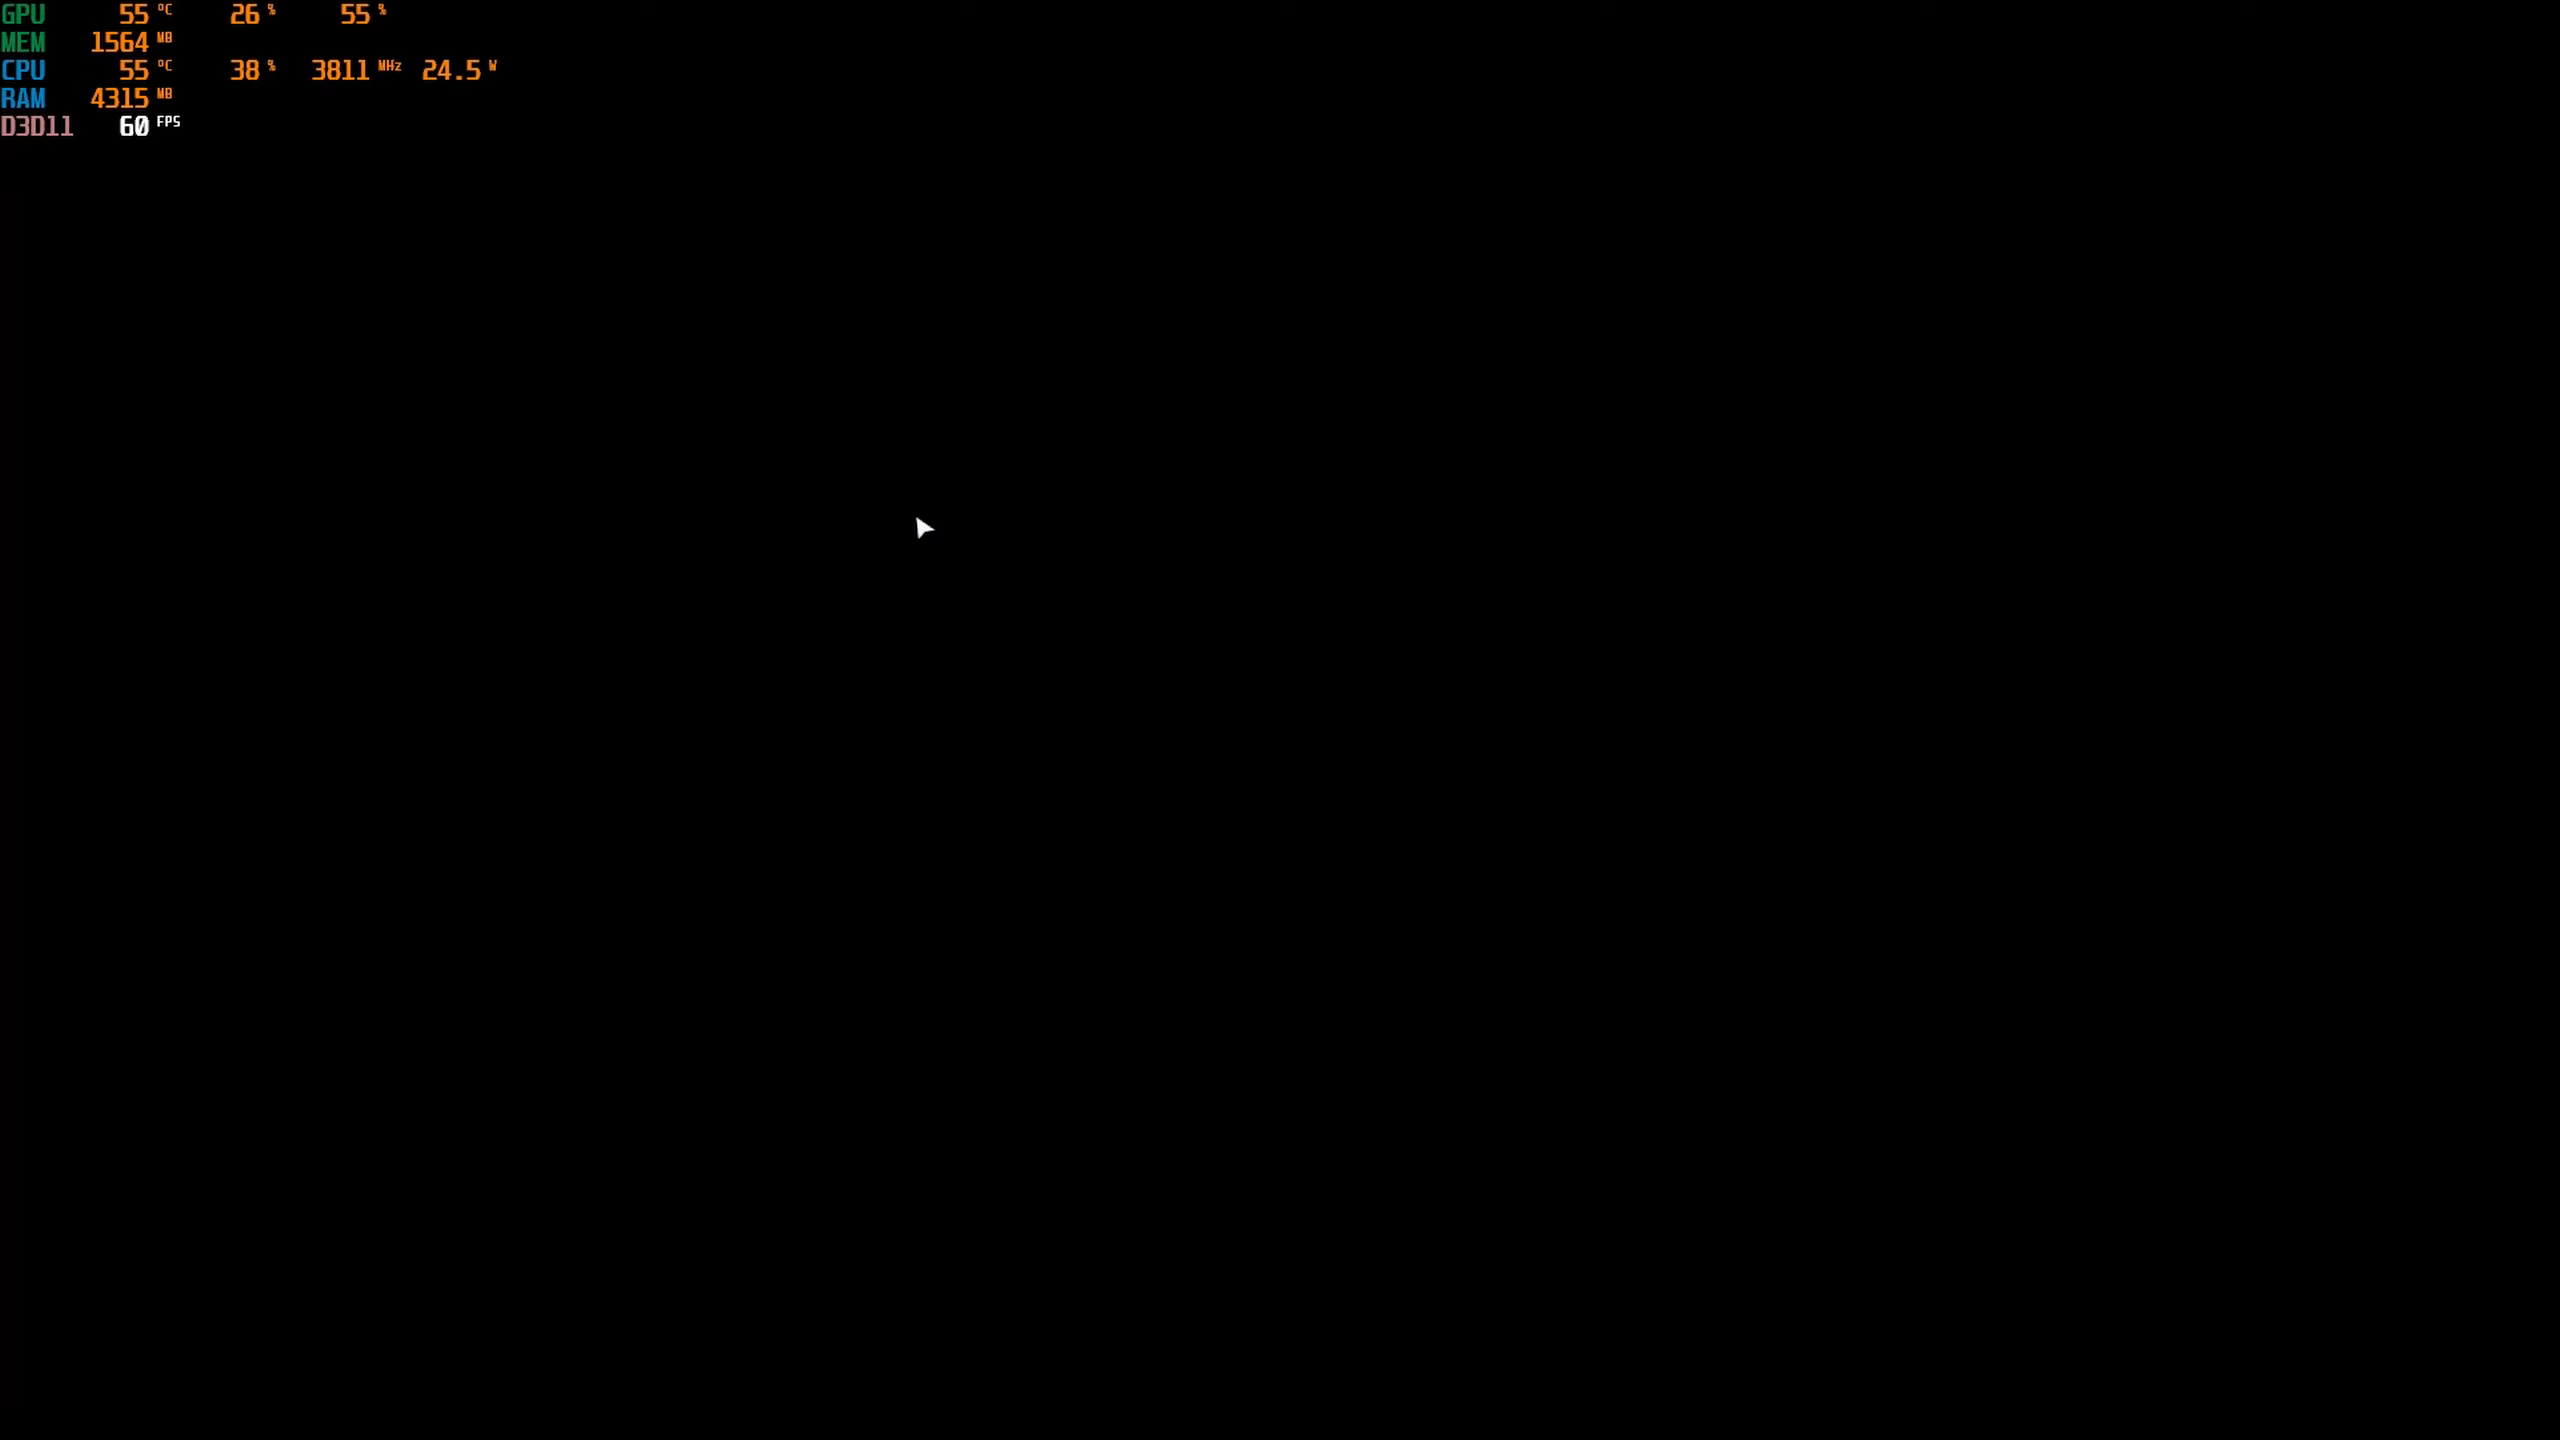 GPU 55 °C 26 % 55 %
MEM 1564 MB
CPU 55 °C 38 % 3811 MHz 24.5 W
RAM 4315 MB
D3D11 60 FPS